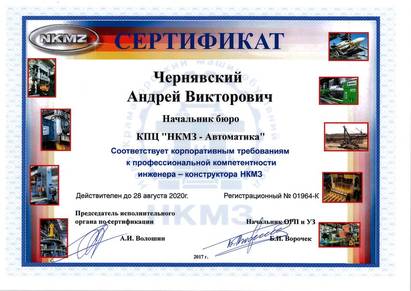 NKMZ
СЕРТИФИКАТ
Чернявский
Андрей Викторович
Начальник бюро
КПЦ "НКМЗ - Автоматика"
Соответствует корпоративным требованиям
к профессиональной компетентности
инженера – конструктора НКМЗ
Действителен до 28 августа 2020г.
Регистрационный № 01964-К
НКМЗ
Председатель исполнительного
органа по сертификации
Начальник ОРП и УЗ
А.И. Волошин
Б.И. Ворочек
2017 г.